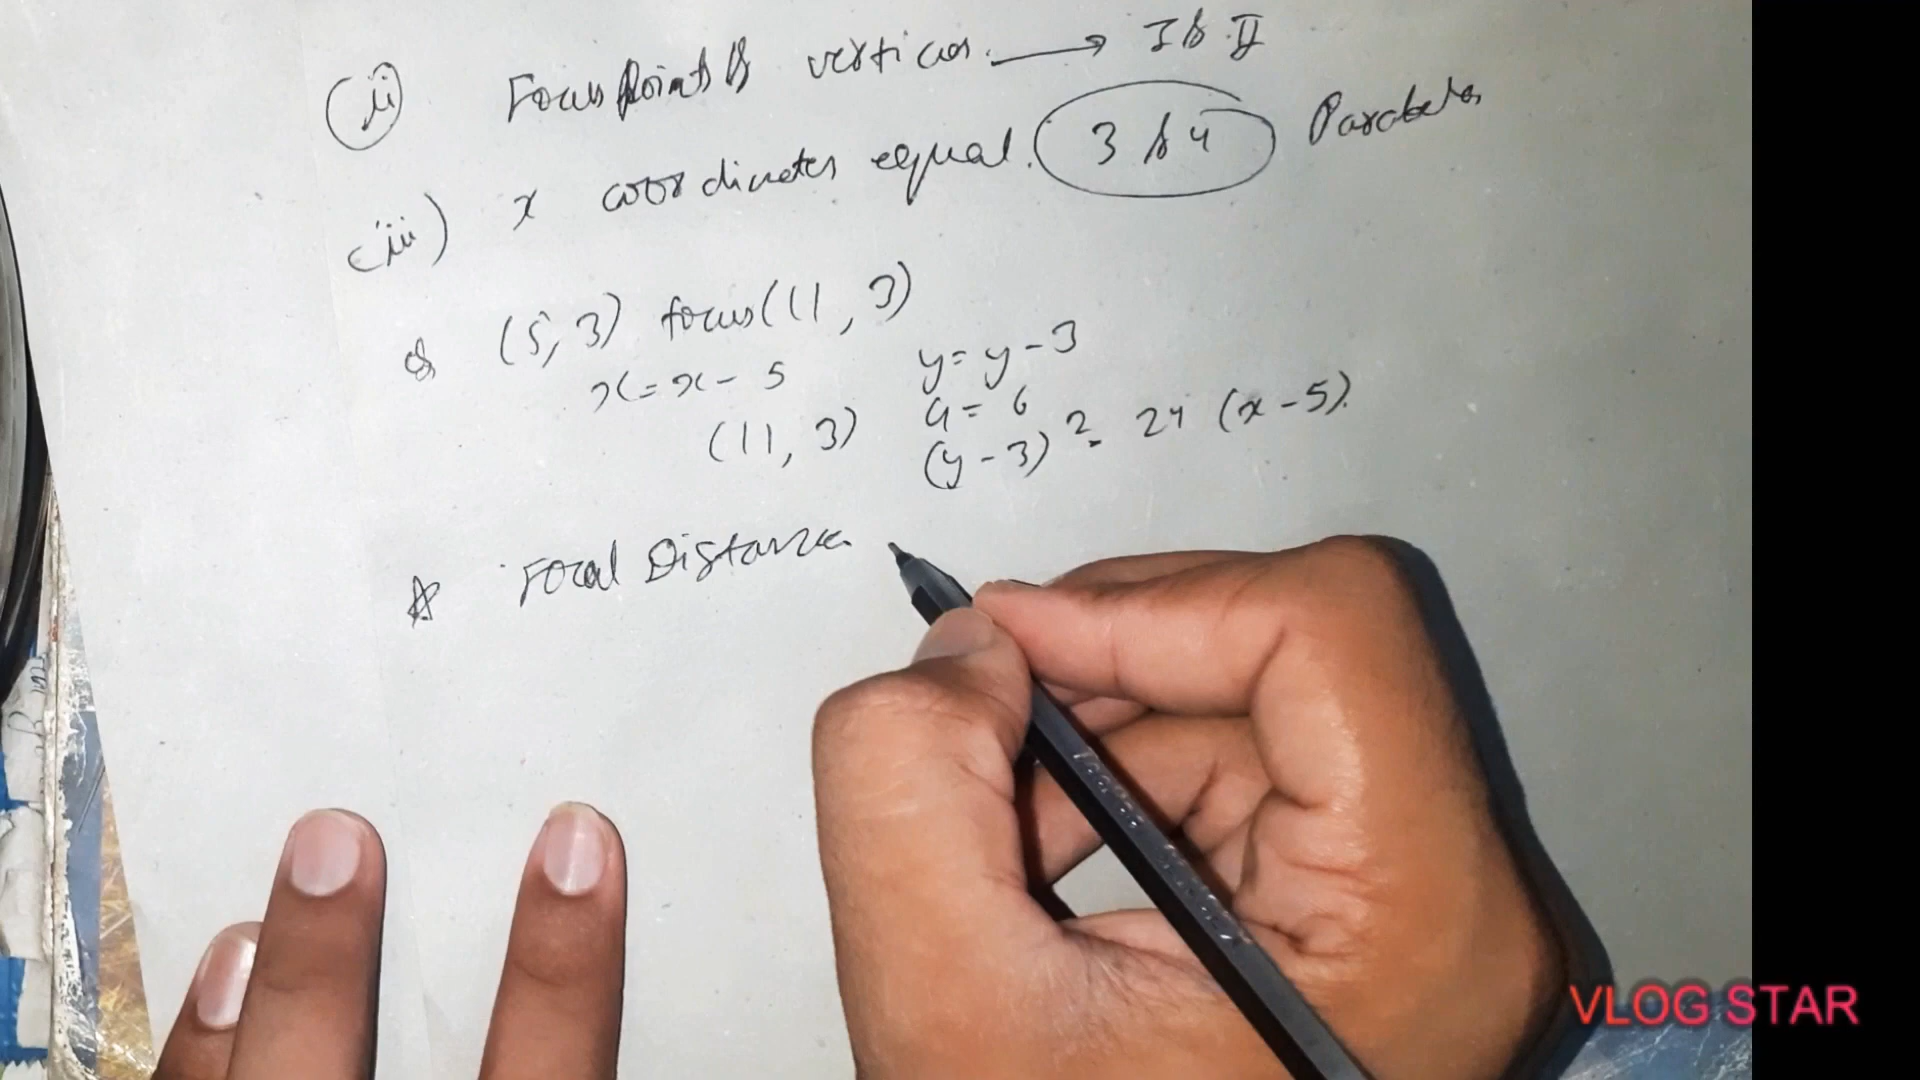 (ii) Focus points & vertices. → I & II
(iii) x coordinates equal. 3 & 4 Parabola
(5, 3) focus (11, 3)
x = x - 5 y = y - 3
(11, 3) a = 6
(y - 3)² = 24 (x - 5).
Focal Distance
VLOG STAR